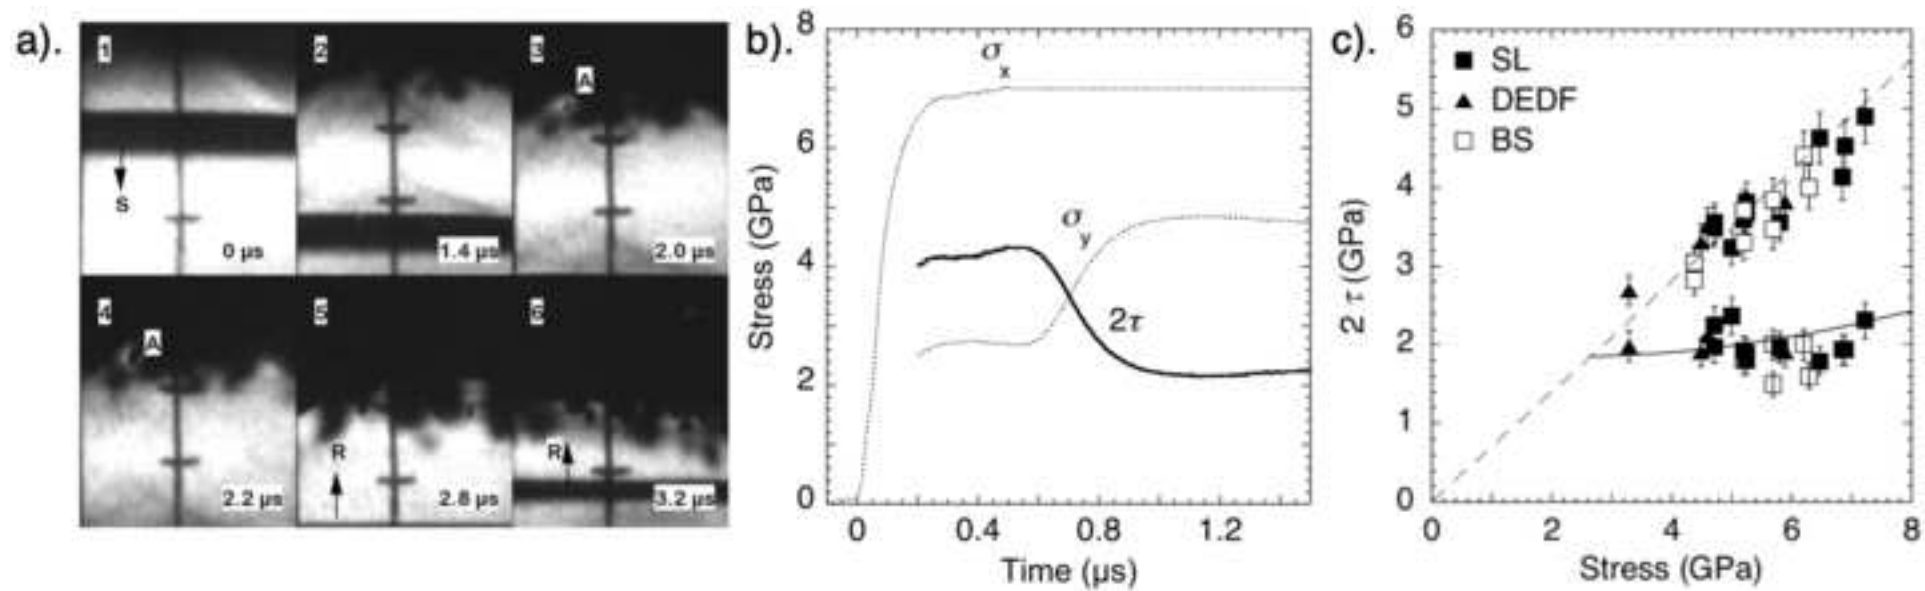 a).
1
S
0 µs
2
1.4 µs
3
A
2.0 µs
4
A
2.2 µs
5
R
2.8 µs
6
R
3.2 µs
b).
8
6
4
2
0
Stress (GPa)
σx
σy
2τ
0
0.4
0.8
1.2
Time (µs)
c).
6
5
4
3
2
1
0
2 τ (GPa)
SL
DEDF
BS
0
2
4
6
8
Stress (GPa)